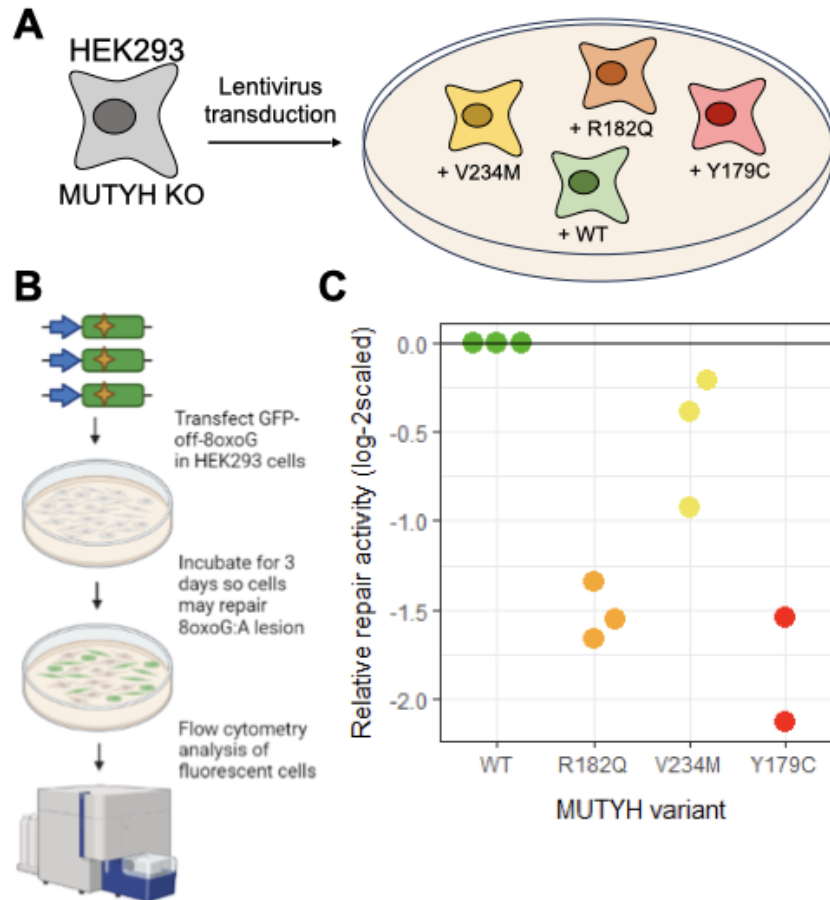 A
HEK293
MUTYH KO
Lentivirus
transduction
+ V234M
+ R182Q
+ Y179C
+ WT
B
Transfect GFP-
off-8oxoG
in HEK293 cells
Incubate for 3
days so cells
may repair
8oxoG:A lesion
Flow cytometry
analysis of
fluorescent cells
C
Relative repair activity (log-2scaled)
0.0
-0.5
-1.0
-1.5
-2.0
WT R182Q V234M Y179C
MUTYH variant